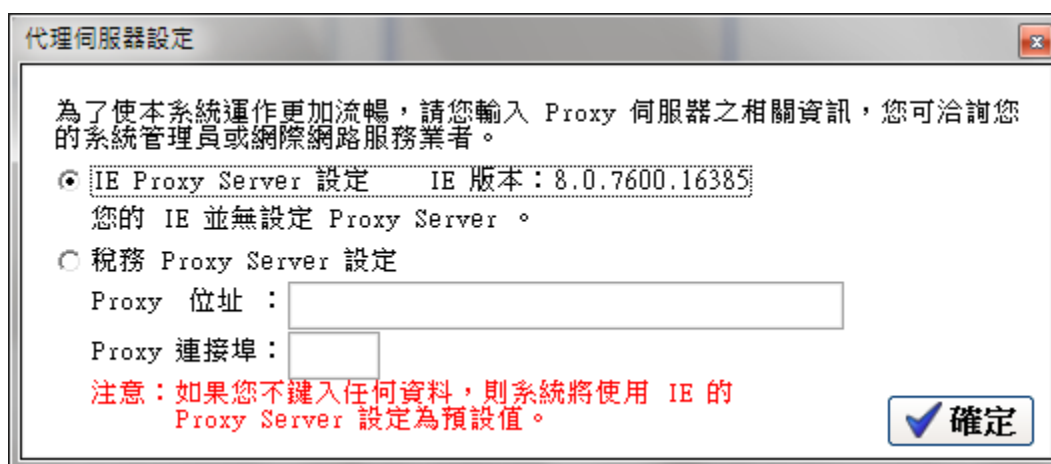 代理伺服器設定
為了使本系統運作更加流暢，請您輸入 Proxy 伺服器之相關資訊，您可洽詢您
的系統管理員或網際網路服務業者。
IE Proxy Server 設定 IE 版本：8.0.7600.16385
您的 IE 並無設定 Proxy Server 。
稅務 Proxy Server 設定
Proxy 位址 ：
Proxy 連接埠：
注意：如果您不鍵入任何資料，則系統將使用 IE 的
Proxy Server 設定為預設值。
確定